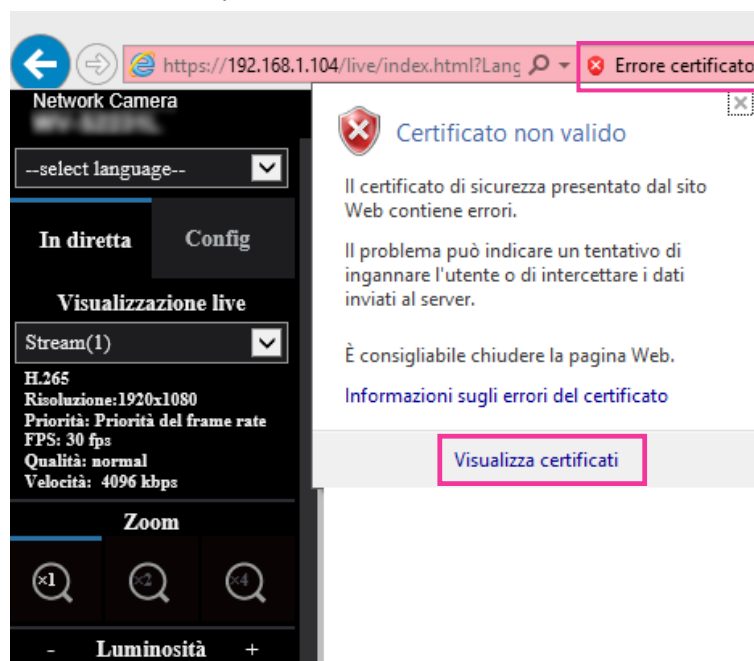 https://192.168.1.104/live/index.html?Lang
Errore certificato
Network Camera
--select language--
In diretta
Config
Visualizzazione live
Stream(1)
H.265
Risoluzione:1920x1080
Priorità: Priorità del frame rate
FPS: 30 fps
Qualità: normal
Velocità: 4096 kbps
Zoom
×1
×2
×4
- Luminosità +
Certificato non valido
Il certificato di sicurezza presentato dal sito
Web contiene errori.
Il problema può indicare un tentativo di
ingannare l'utente o di intercettare i dati
inviati al server.
È consigliabile chiudere la pagina Web.
Informazioni sugli errori del certificato
Visualizza certificati